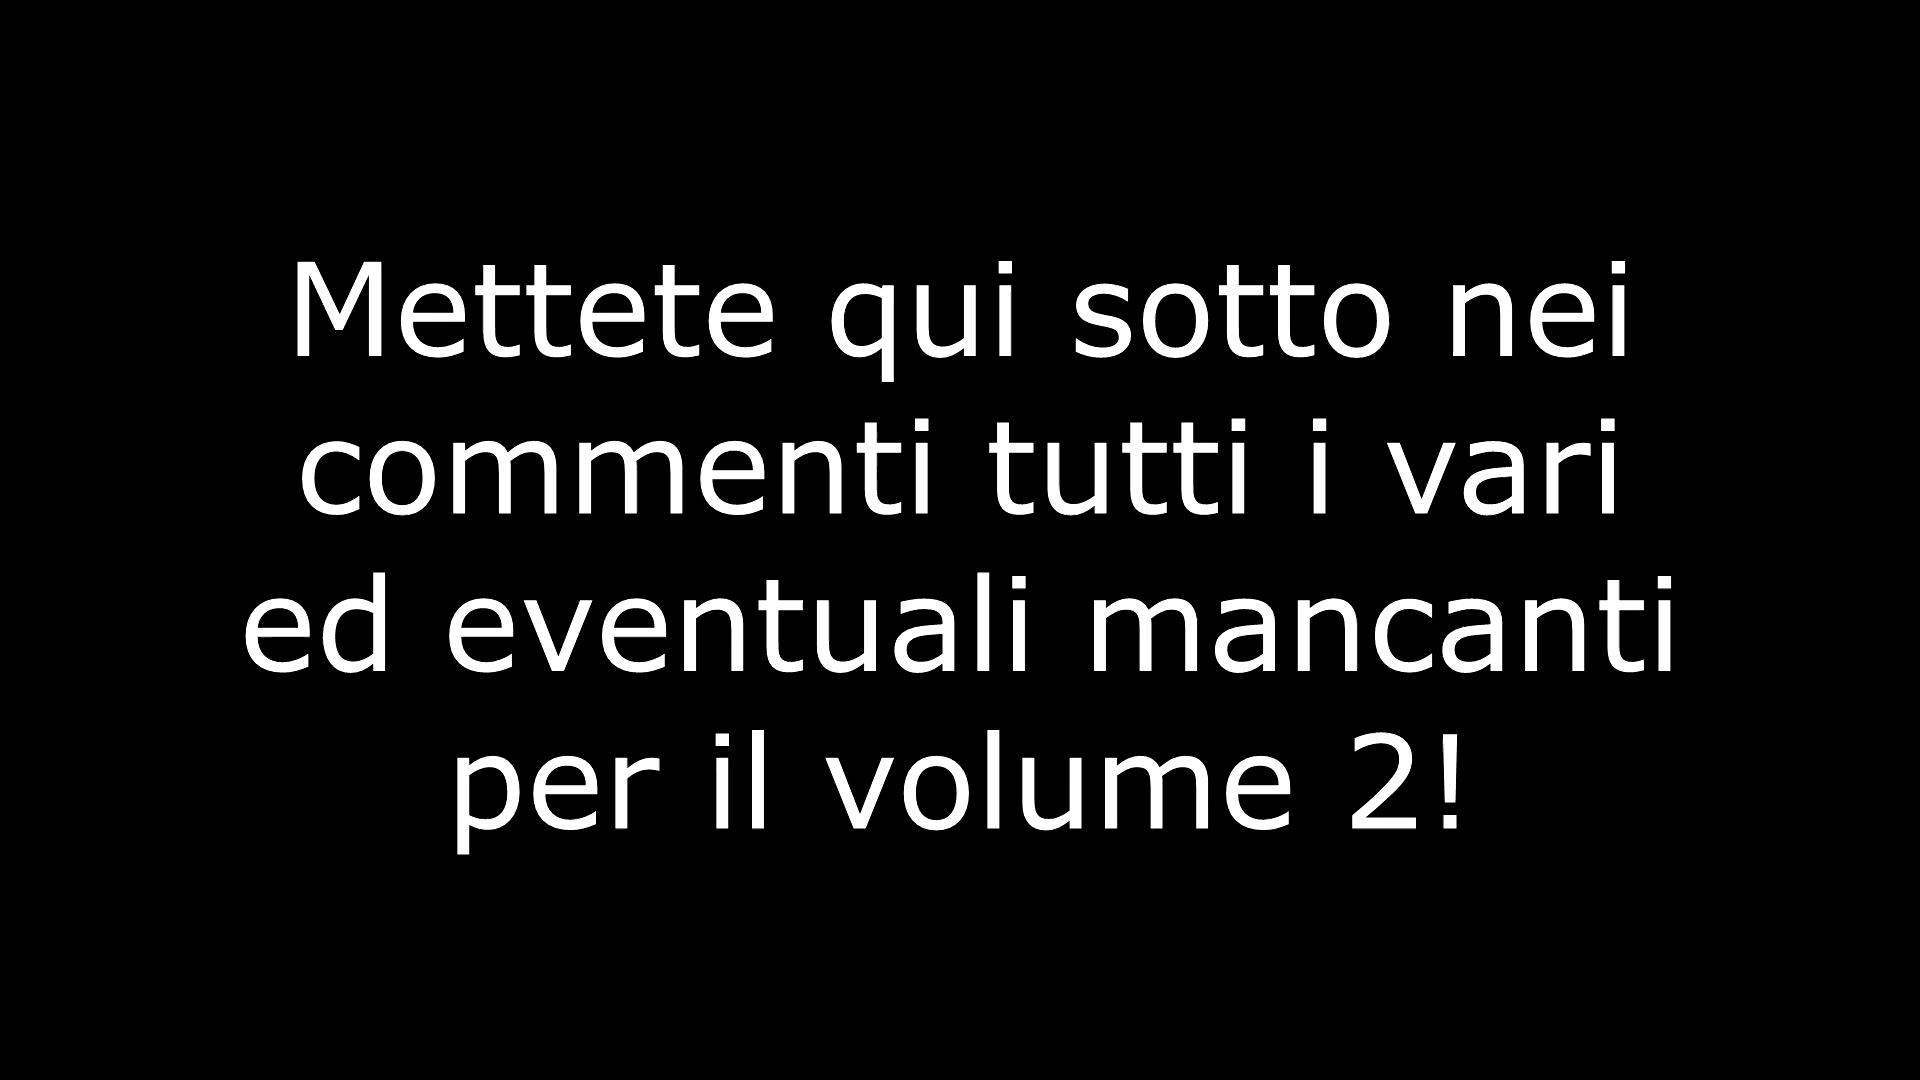 Mettete qui sotto nei
commenti tutti i vari
ed eventuali mancanti
per il volume 2!